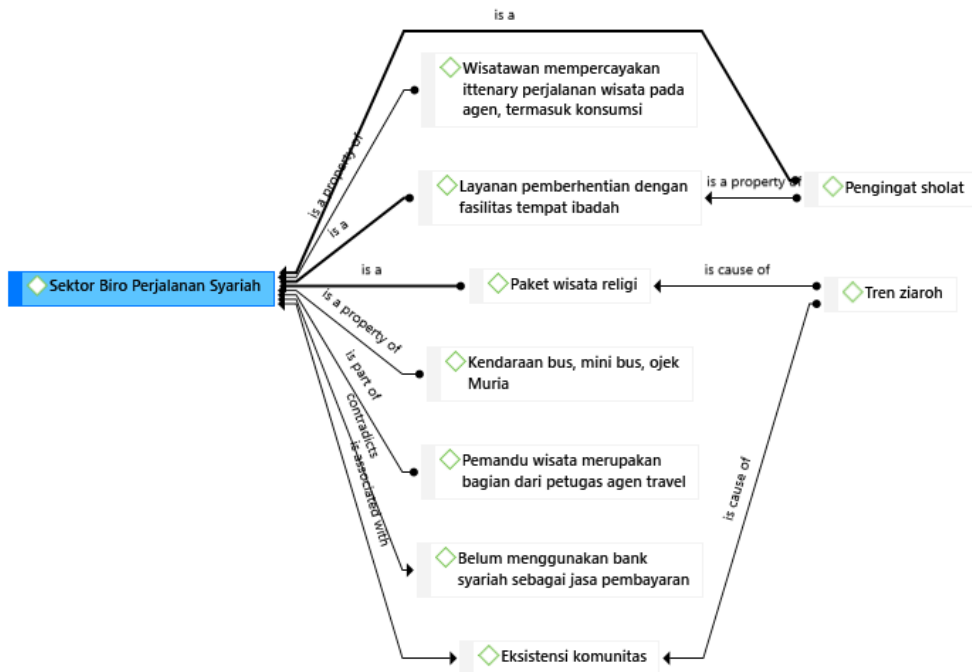 is a
Wisatawan mempercayakan
ittenary perjalanan wisata pada
agen, termasuk konsumsi
is a property of
Layanan pemberhentian dengan
fasilitas tempat ibadah
is a property of
Pengingat sholat
is a
Sektor Biro Perjalanan Syariah
is a
Paket wisata religi
is cause of
Tren ziaroh
is a property of
Kendaraan bus, mini bus, ojek
Muria
is part of
Pemandu wisata merupakan
bagian dari petugas agen travel
contradicts
is associated with
is cause of
Belum menggunakan bank
syariah sebagai jasa pembayaran
Eksistensi komunitas